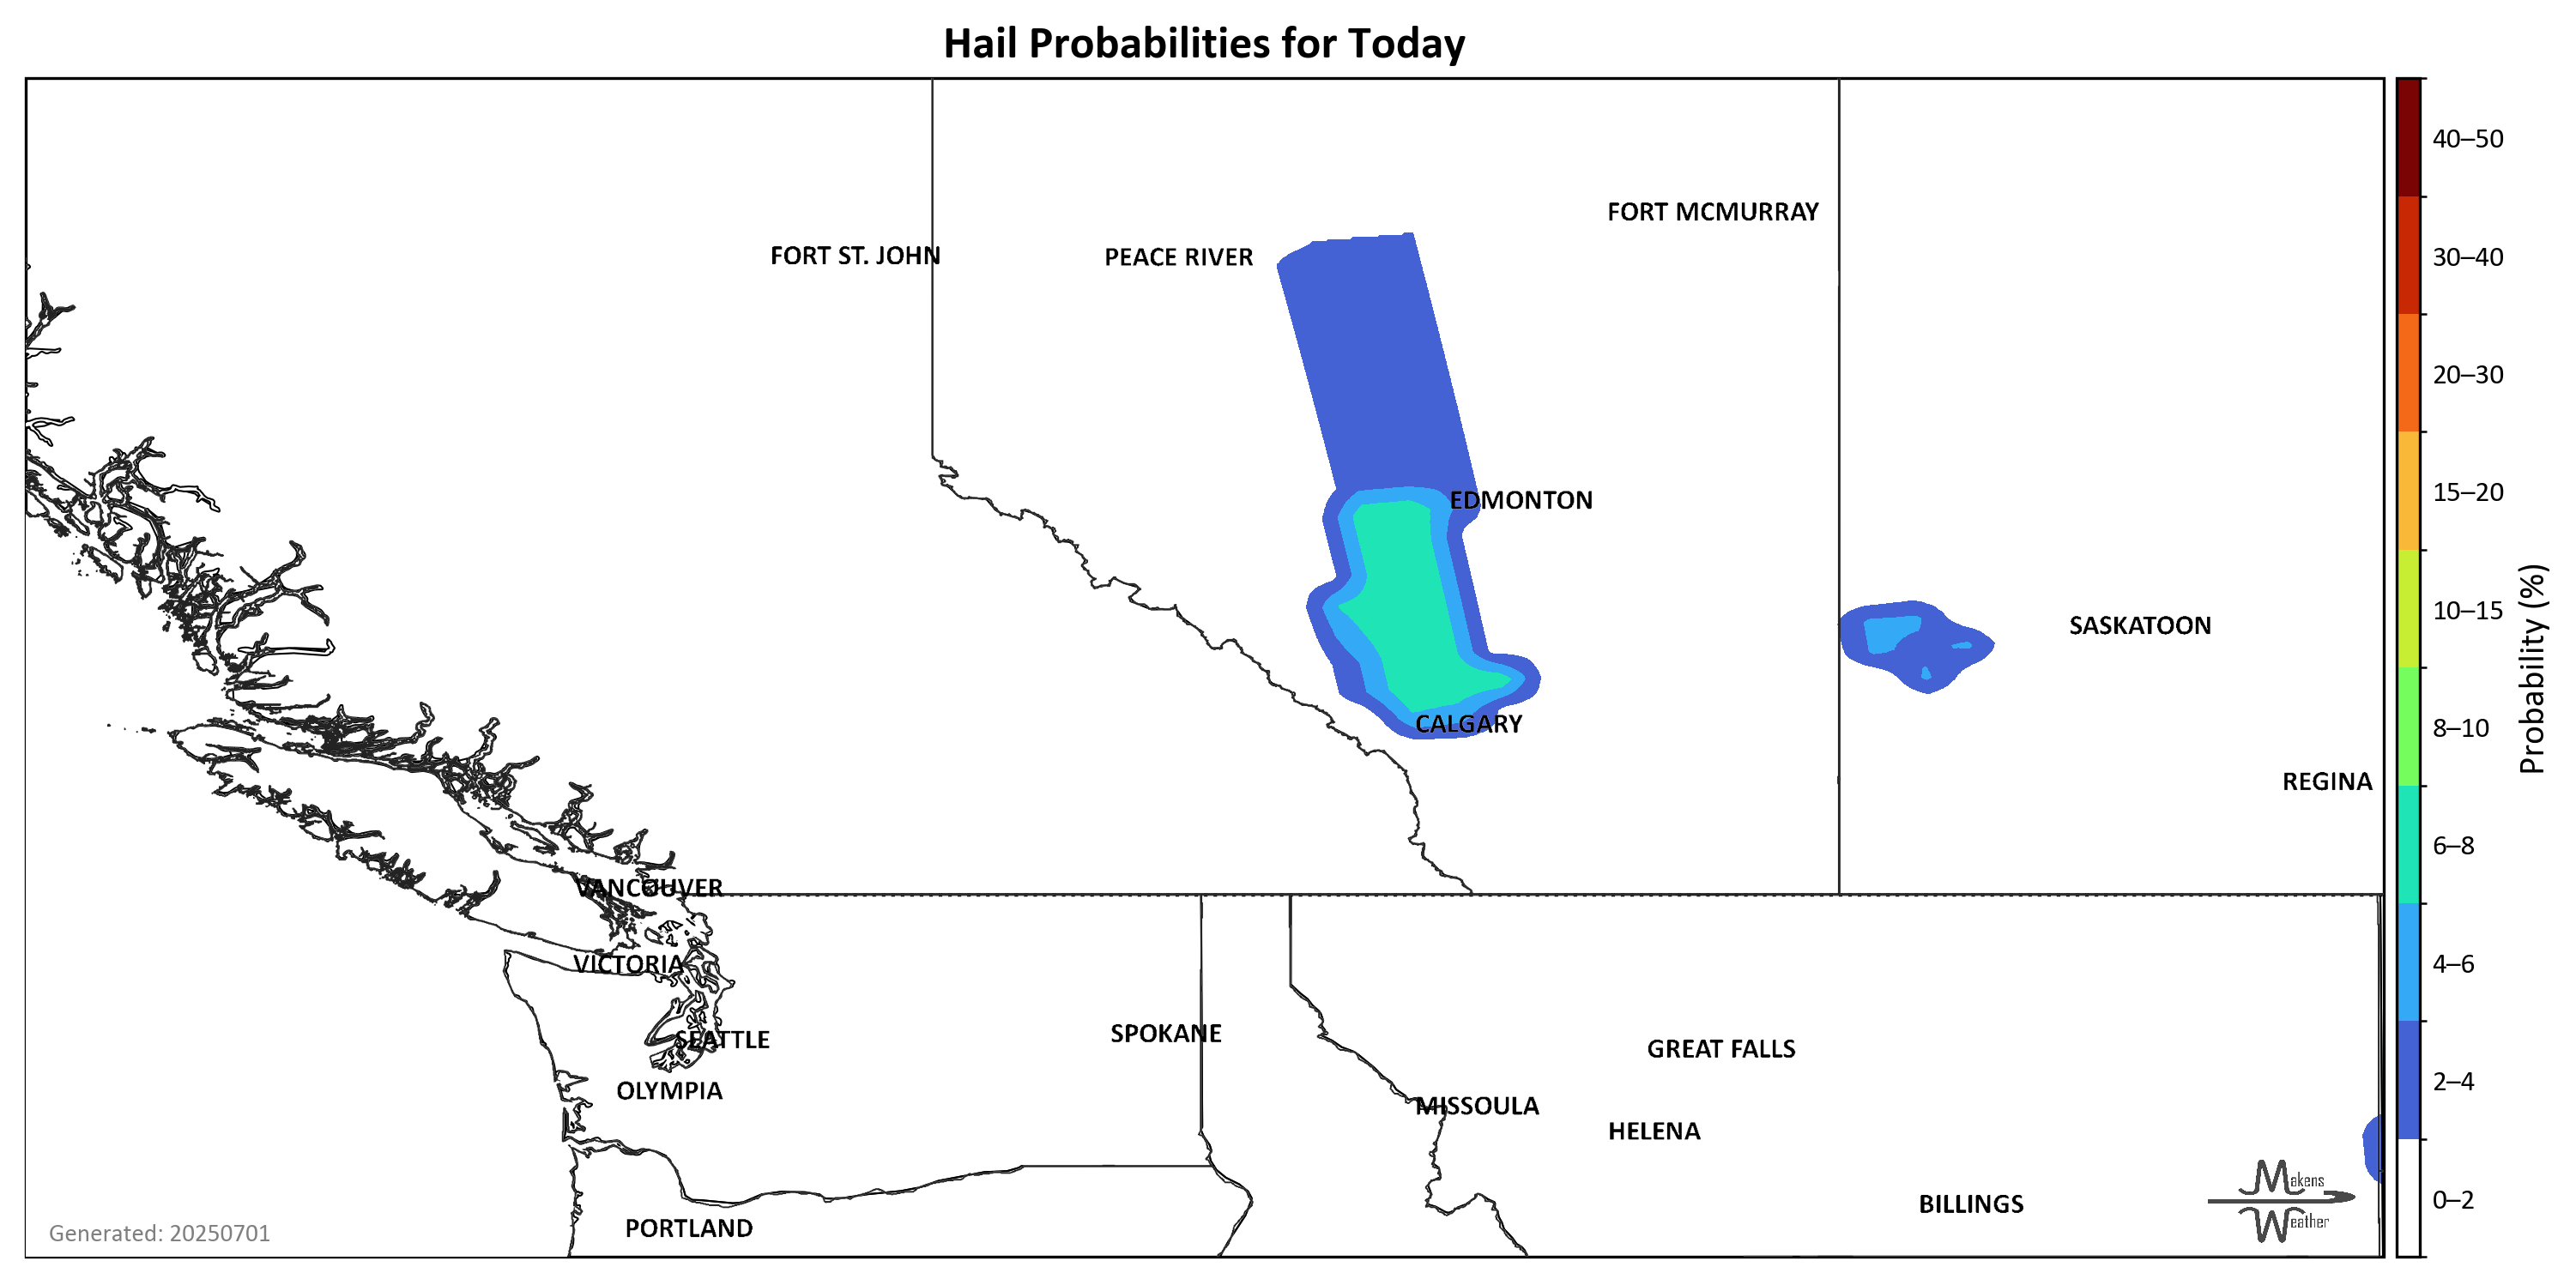 Hail Probabilities for Today
40–50
FORT MCMURRAY
FORT ST. JOHN
PEACE RIVER
30–40
20–30
EDMONTON
15–20
SASKATOON
10–15
CALGARY
8–10
Probability (%)
REGINA
6–8
VANCOUVER
VICTORIA
4–6
SPOKANE
SEATTLE
GREAT FALLS
2–4
OLYMPIA
MISSOULA
HELENA
Makens
Weather
0–2
BILLINGS
PORTLAND
Generated: 20250701